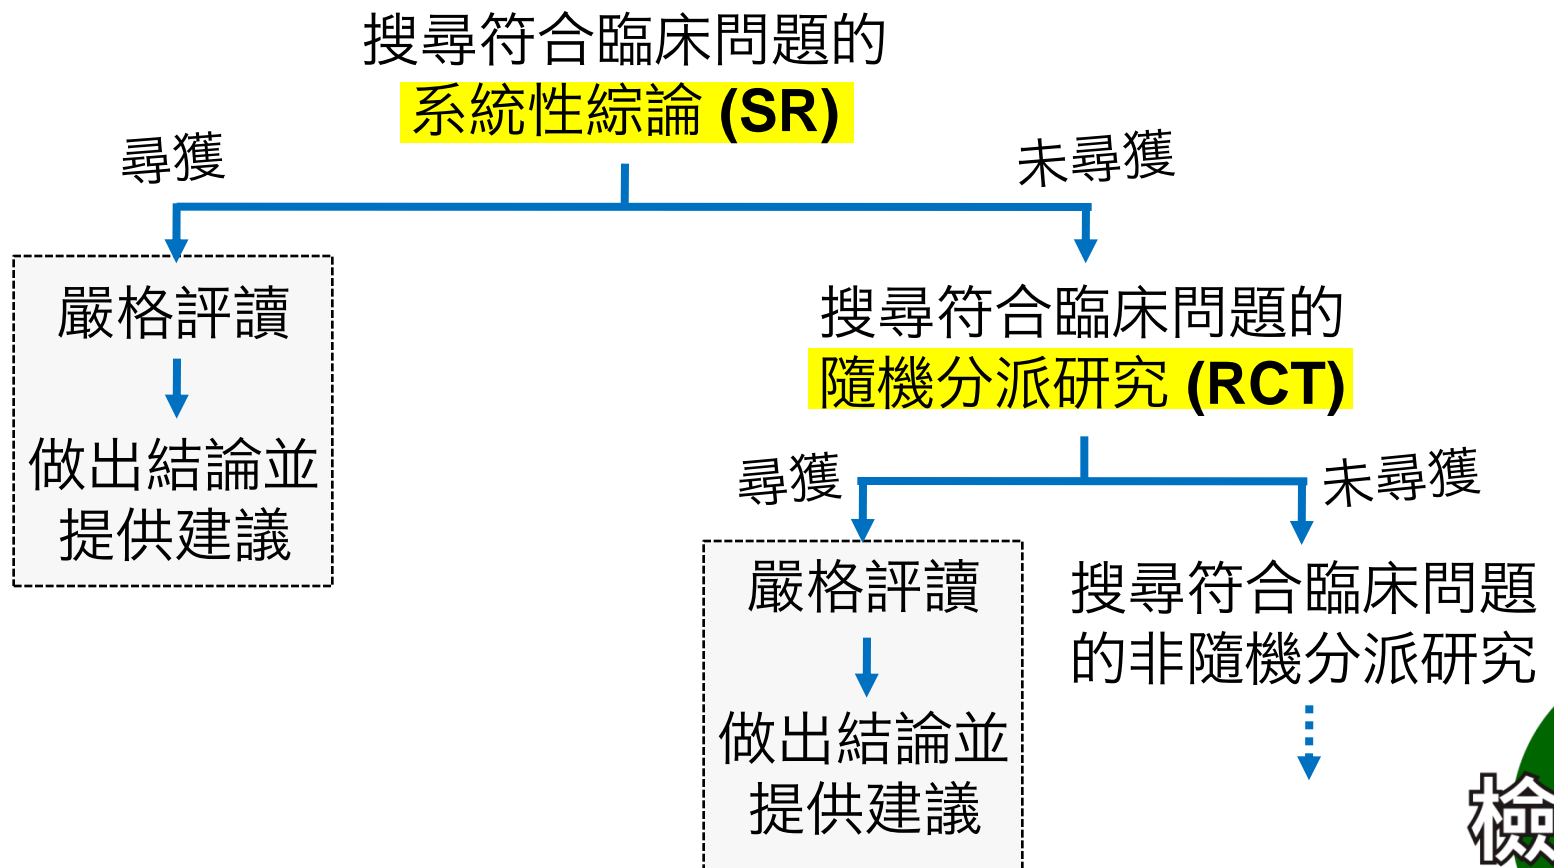 搜尋符合臨床問題的
系統性綜論 (SR)
尋獲
未尋獲
嚴格評讀
做出結論並
提供建議
搜尋符合臨床問題的
隨機分派研究 (RCT)
尋獲
未尋獲
嚴格評讀
做出結論並
提供建議
搜尋符合臨床問題
的非隨機分派研究
檢